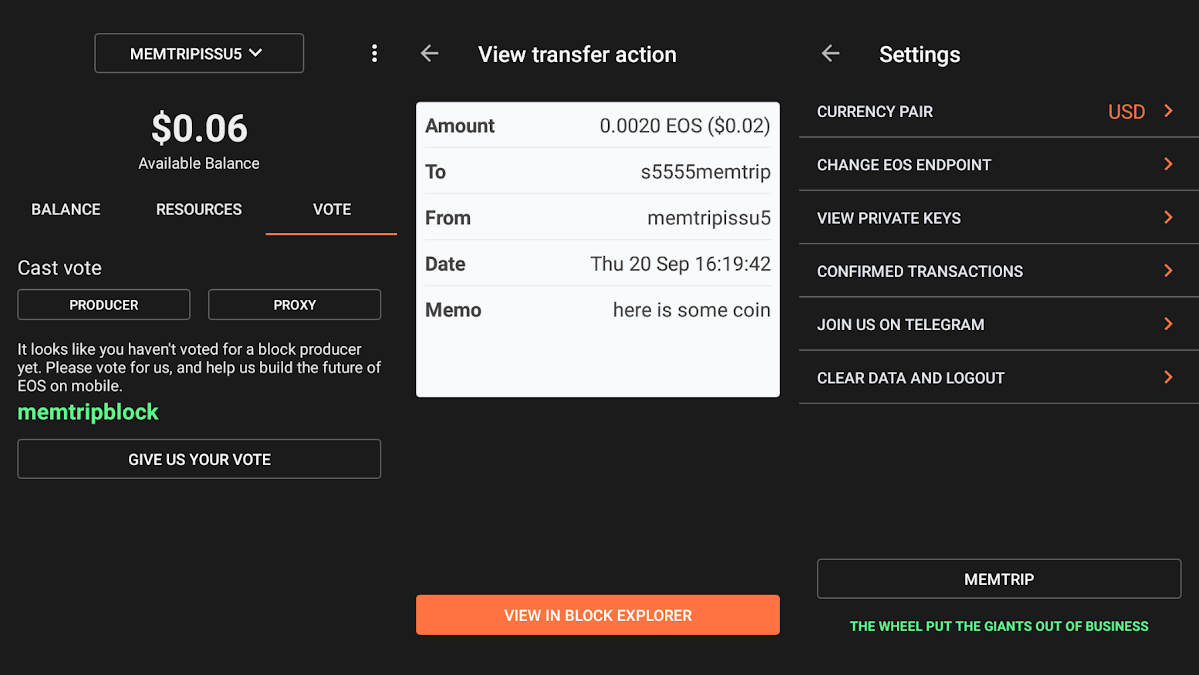 MEMTRIPISSU5
$0.06
Available Balance
BALANCE RESOURCES VOTE
Cast vote
PRODUCER PROXY
It looks like you haven't voted for a block producer
yet. Please vote for us, and help us build the future of
EOS on mobile.
memtripblock
GIVE US YOUR VOTE
View transfer action
Amount 0.0020 EOS ($0.02)
To s5555memtrip
From memtripissu5
Date Thu 20 Sep 16:19:42
Memo here is some coin
VIEW IN BLOCK EXPLORER
Settings
CURRENCY PAIR USD
CHANGE EOS ENDPOINT
VIEW PRIVATE KEYS
CONFIRMED TRANSACTIONS
JOIN US ON TELEGRAM
CLEAR DATA AND LOGOUT
MEMTRIP
THE WHEEL PUT THE GIANTS OUT OF BUSINESS